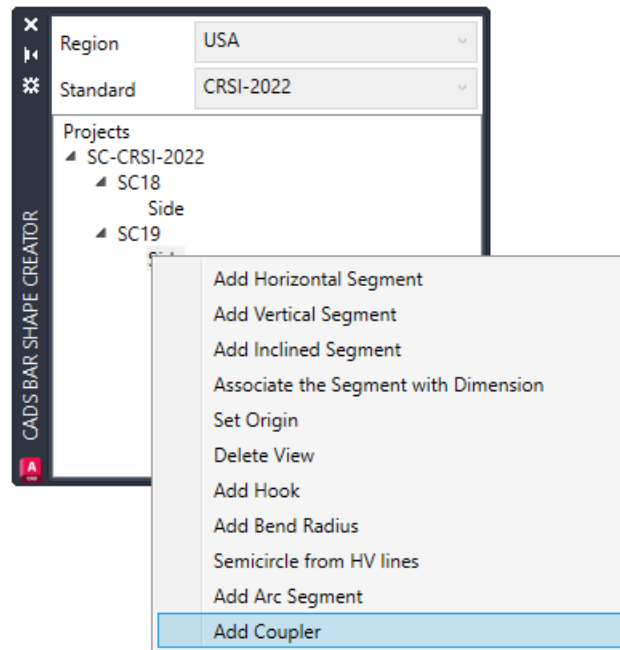 Region
USA
Standard
CRSI-2022
Projects
SC-CRSI-2022
SC18
Side
SC19
CADS BAR SHAPE CREATOR
A
Add Horizontal Segment
Add Vertical Segment
Add Inclined Segment
Associate the Segment with Dimension
Set Origin
Delete View
Add Hook
Add Bend Radius
Semicircle from HV lines
Add Arc Segment
Add Coupler